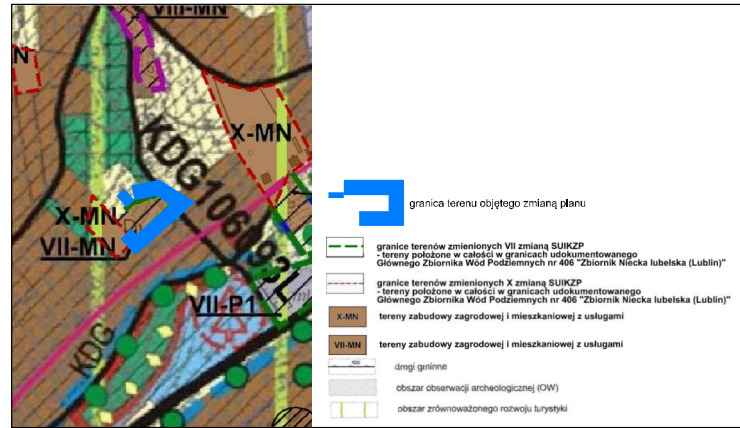 VIII-MN
N
X-MN
KDG106093L
X-MN
VII-MN
VII-P1
KDG
granica terenu objętego zmianą planu
granice terenów zmienionych VII zmianą SUIKZP
- tereny położone w całości w granicach udokumentowanego
Głównego Zbiornika Wód Podziemnych nr 406 "Zbiornik Niecka lubelska (Lublin)"
granice terenów zmienionych X zmianą SUIKZP
- tereny położone w całości w granicach udokumentowanego
Głównego Zbiornika Wód Podziemnych nr 406 "Zbiornik Niecka lubelska (Lublin)"
X-MN tereny zabudowy zagrodowej i mieszkaniowej z usługami
VII-MN tereny zabudowy zagrodowej i mieszkaniowej z usługami
drogi gminne
obszar obserwacji archeologicznej (OW)
obszar zrównoważonego rozwoju turystyki